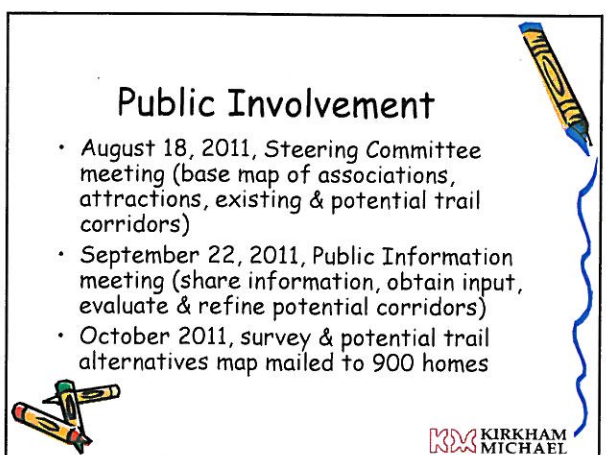 Public Involvement
• August 18, 2011, Steering Committee
meeting (base map of associations,
attractions, existing & potential trail
corridors)
• September 22, 2011, Public Information
meeting (share information, obtain input,
evaluate & refine potential corridors)
• October 2011, survey & potential trail
alternatives map mailed to 900 homes
KM KIRKHAM
MICHAEL